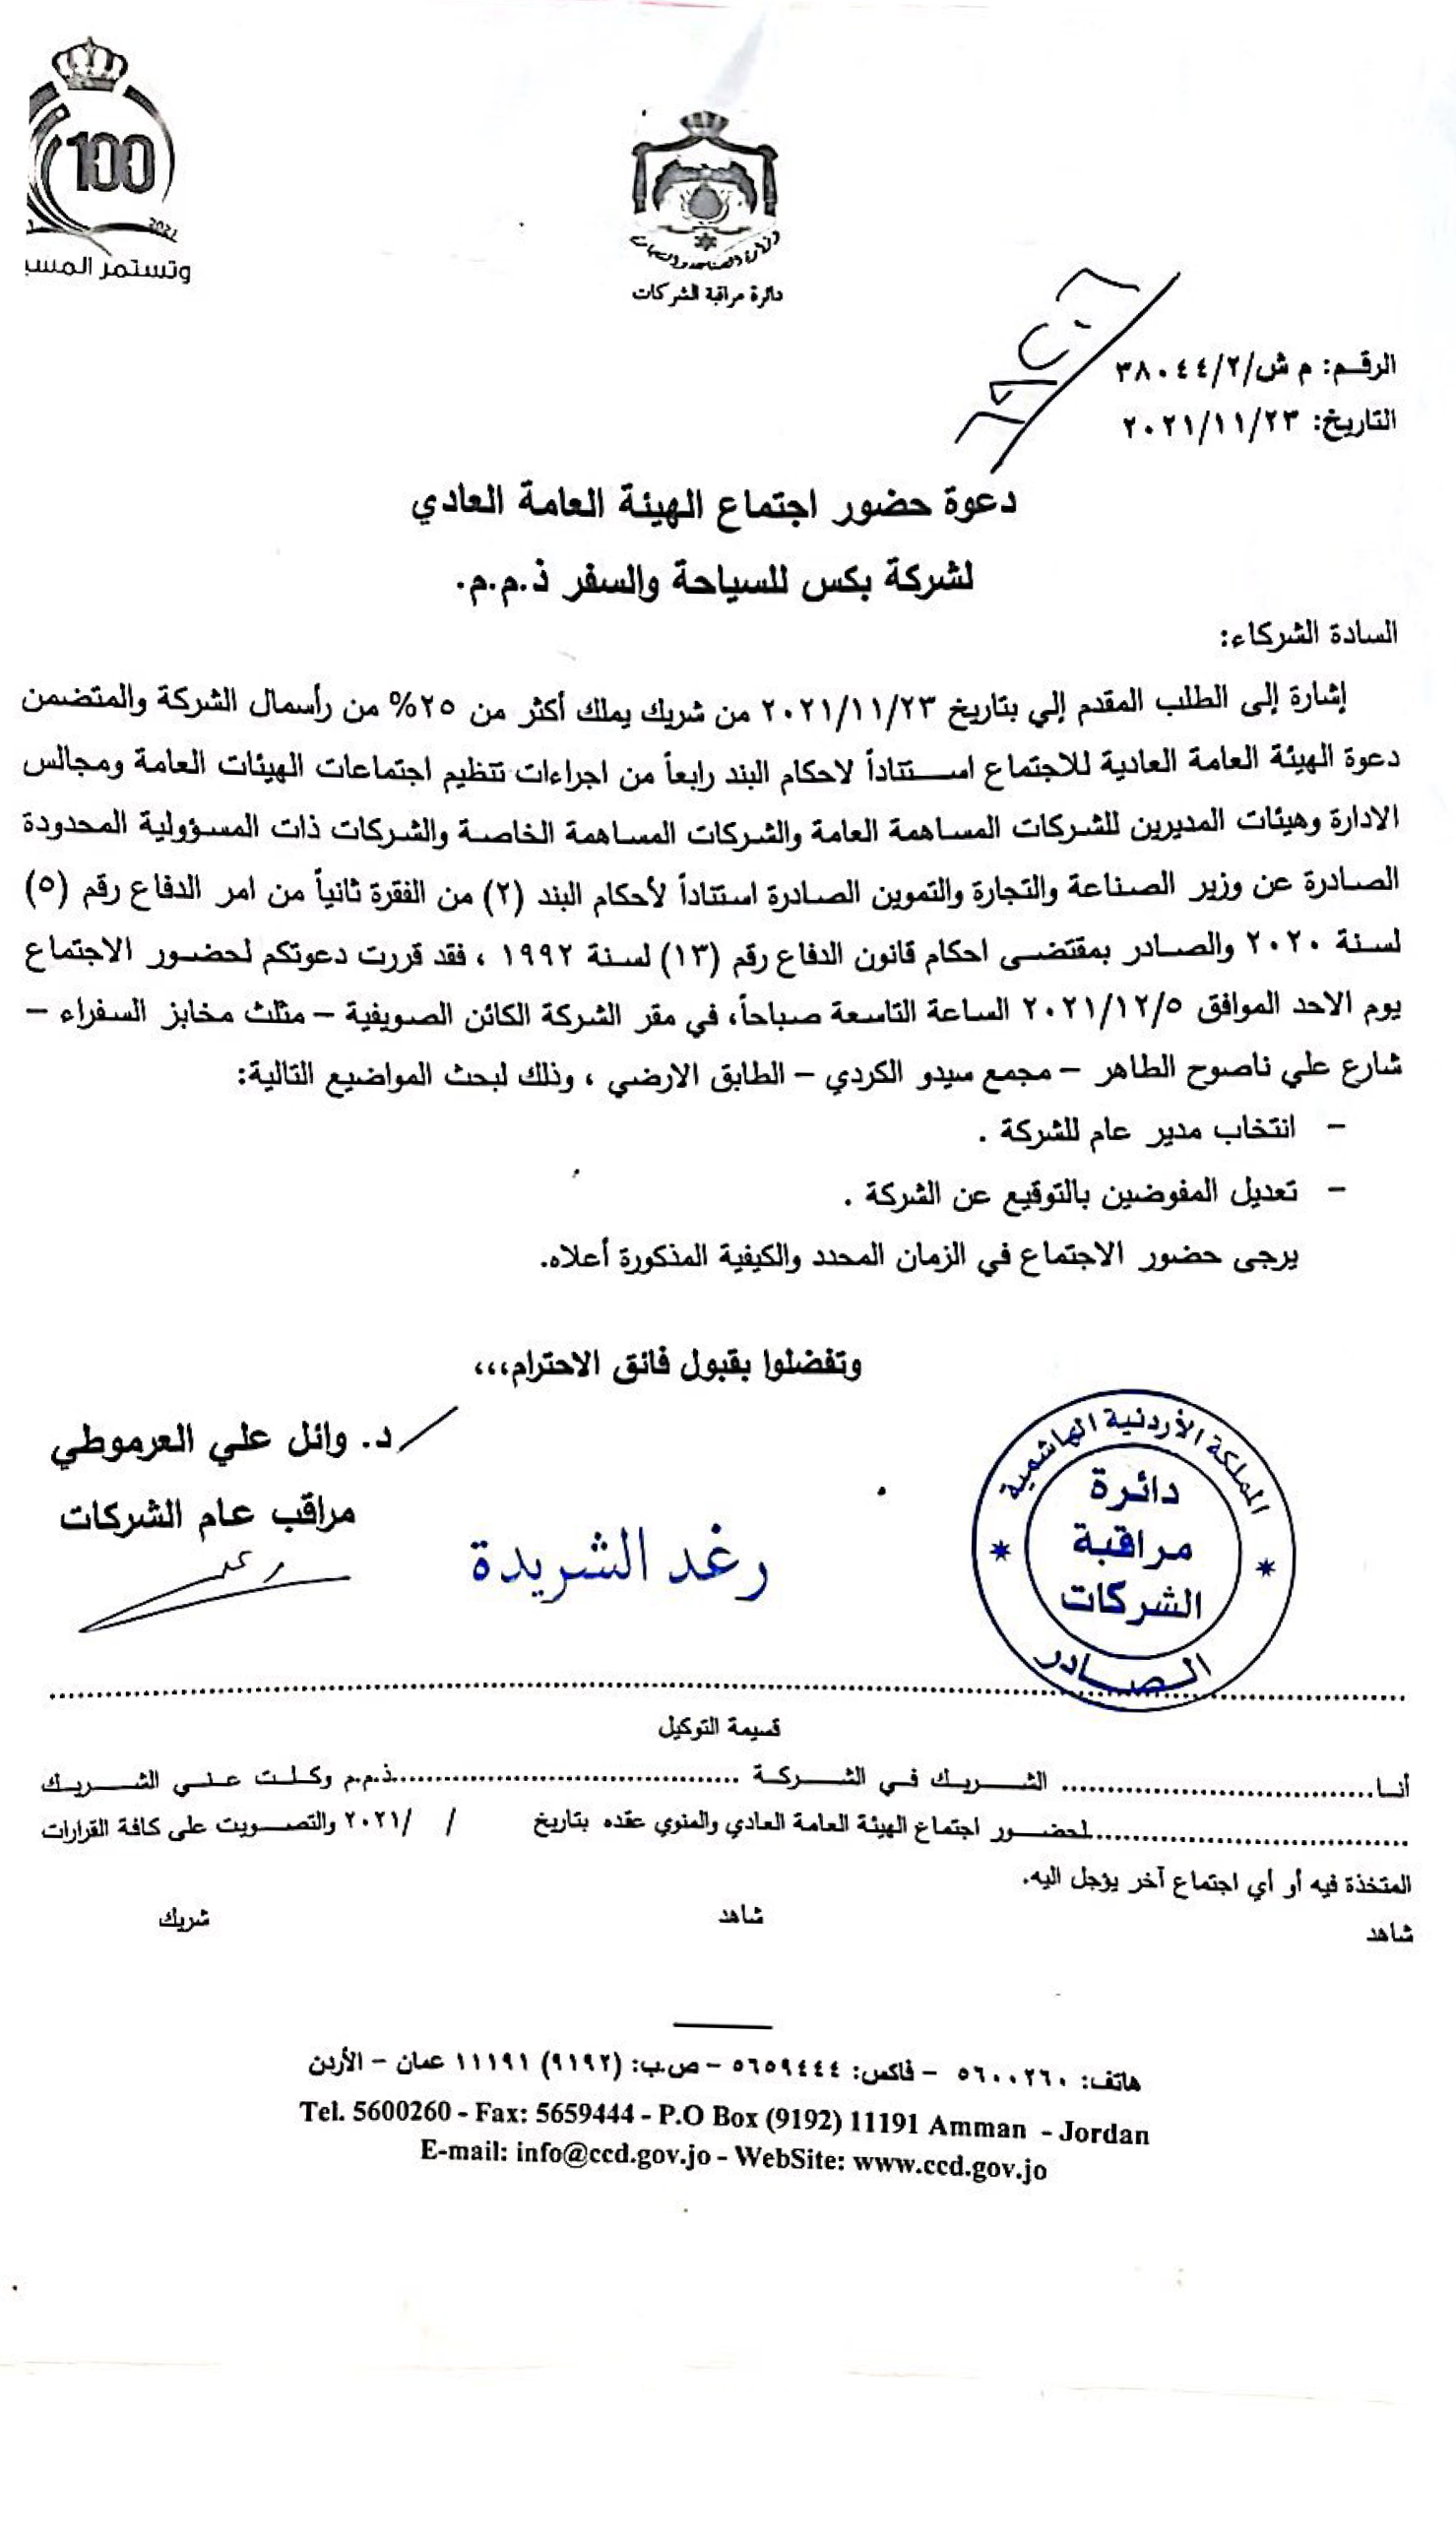 100
2021
وتستمر المسي
وزارة الصناعة والتجارة
دائرة مراقبة الشركات
الرقم: م ش/٣٨٠٤٤/٢
التاريخ: ٢٠٢١/١١/٢٣
دعوة حضور اجتماع الهيئة العامة العادي
لشركة بكس للسياحة والسفر ذ.م.م.
السادة الشركاء:
إشارة إلى الطلب المقدم إلي بتاريخ ٢٠٢١/١١/٢٣ من شريك يملك أكثر من ٢٥% من رأسمال الشركة والمتضمن
دعوة الهيئة العامة العادية للاجتماع استناداً لاحكام البند رابعاً من اجراءات تنظيم اجتماعات الهيئات العامة ومجالس
الادارة وهيئات المديرين للشركات المساهمة العامة والشركات المساهمة الخاصة والشركات ذات المسؤولية المحدودة
الصادرة عن وزير الصناعة والتجارة والتموين الصادرة استناداً لأحكام البند (٢) من الفقرة ثانياً من امر الدفاع رقم (٥)
لسنة ٢٠٢٠ والصادر بمقتضى احكام قانون الدفاع رقم (١٣) لسنة ١٩٩٢ ، فقد قررت دعوتكم لحضور الاجتماع
يوم الاحد الموافق ٢٠٢١/١٢/٥ الساعة التاسعة صباحاً، في مقر الشركة الكائن الصويفية – مثلث مخابز السفراء –
شارع علي ناصوح الطاهر – مجمع سيدو الكردي – الطابق الارضي ، وذلك لبحث المواضيع التالية:
– انتخاب مدير عام للشركة .
– تعديل المفوضين بالتوقيع عن الشركة .
يرجى حضور الاجتماع في الزمان المحدد والكيفية المذكورة أعلاه.
وتفضلوا بقبول فائق الاحترام،،،
د. وائل علي العرموطي
مراقب عام الشركات
رغد الشريدة
المملكة الأردنية الهاشمية
دائرة
مراقبة
الشركات
الصادر
قسيمة التوكيل
أنا.................................... الشريك في الشركة ....................................ذ.م.م وكلت عني الشريك
....................................لحضور اجتماع الهيئة العامة العادي والمنوي عقده بتاريخ / /٢٠٢١ والتصويت على كافة القرارات
المتخذة فيه أو أي اجتماع آخر يؤجل اليه.
شاهد شاهد شريك
هاتف: ٥٦٠٠٢٦٠ – فاكس: ٥٦٥٩٤٤٤ – ص.ب: (٩١٩٢) ١١١٩١ عمان – الأردن
Tel. 5600260 - Fax: 5659444 - P.O Box (9192) 11191 Amman - Jordan
E-mail: info@ccd.gov.jo - WebSite: www.ccd.gov.jo